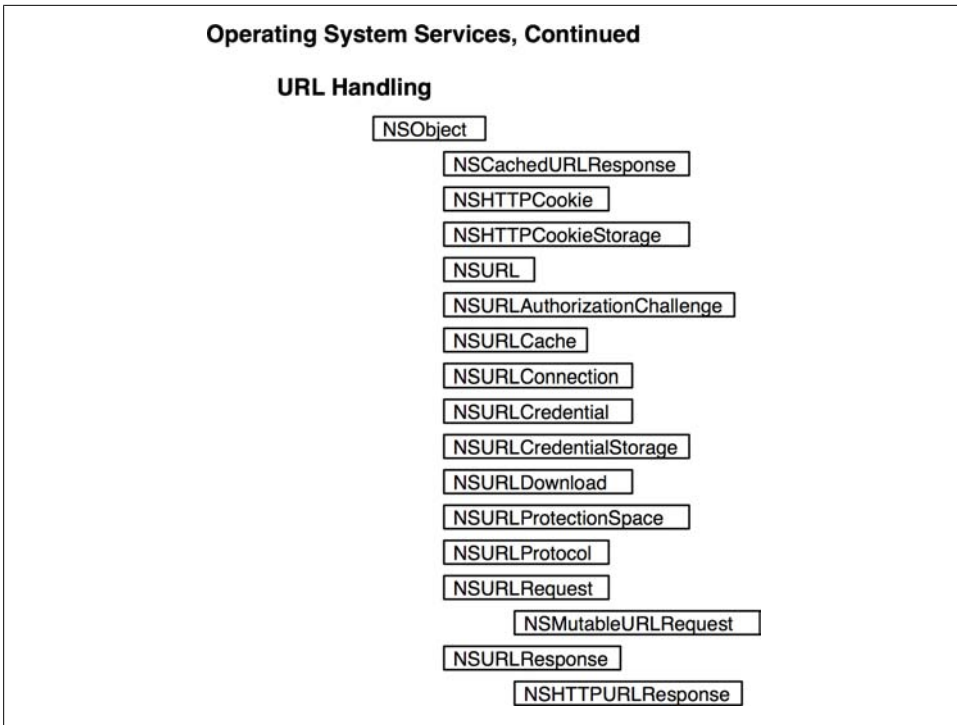 Operating System Services, Continued
URL Handling
NSObject
NSCachedURLResponse
NSHTTPCookie
NSHTTPCookieStorage
NSURL
NSURLAuthorizationChallenge
NSURLCache
NSURLConnection
NSURLCredential
NSURLCredentialStorage
NSURLDownload
NSURLProtectionSpace
NSURLProtocol
NSURLRequest
NSMutableURLRequest
NSURLResponse
NSHTTPURLResponse